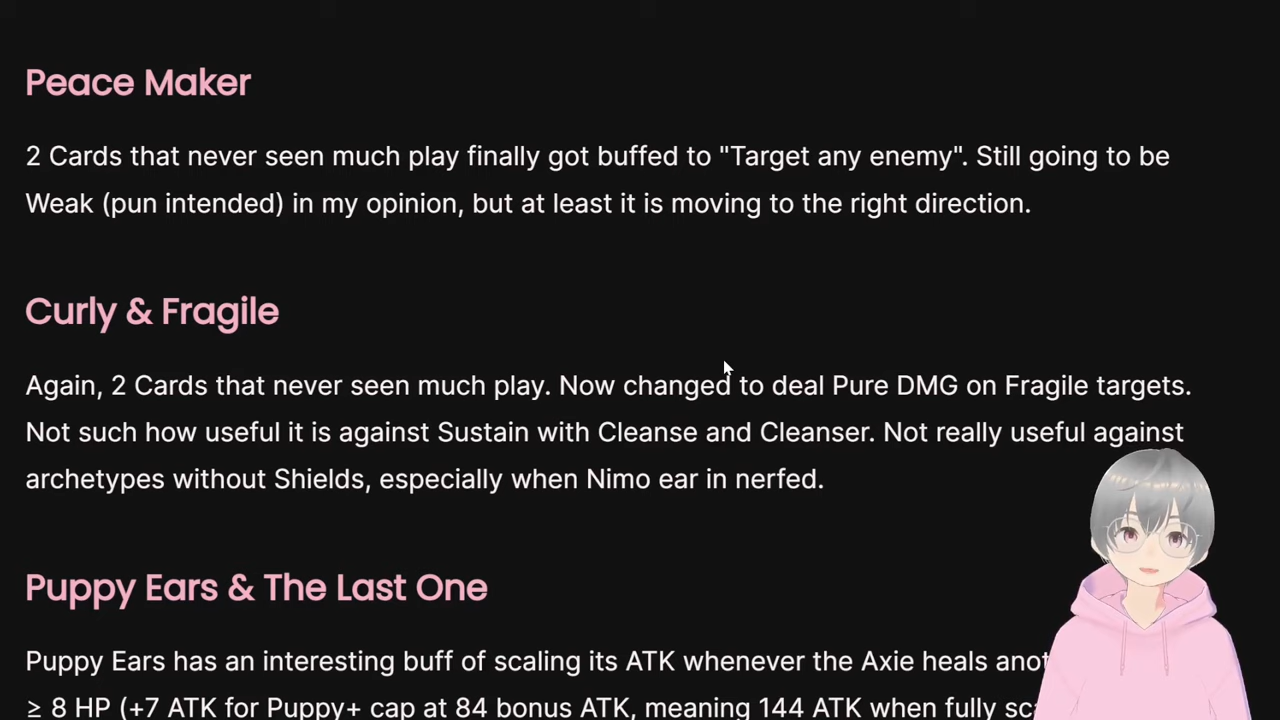 Peace Maker
2 Cards that never seen much play finally got buffed to "Target any enemy". Still going to be
Weak (pun intended) in my opinion, but at least it is moving to the right direction.
Curly & Fragile
Again, 2 Cards that never seen much play. Now changed to deal Pure DMG on Fragile targets.
Not such how useful it is against Sustain with Cleanse and Cleanser. Not really useful against
archetypes without Shields, especially when Nimo ear in nerfed.
Puppy Ears & The Last One
Puppy Ears has an interesting buff of scaling its ATK whenever the Axie heals
≥ 8 HP (+7 ATK for Puppy+ cap at 84 bonus ATK, meaning 144 ATK when fully